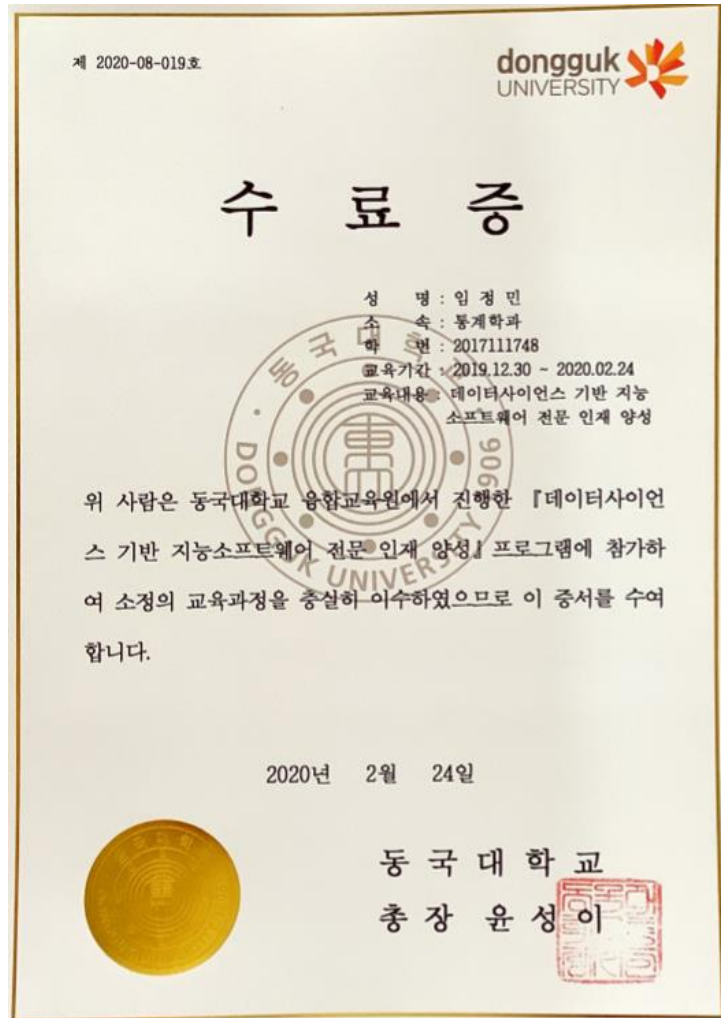 제 2020-08-019호
dongguk
UNIVERSITY
수 료 증
성 명 : 임 정 민
소 속 : 통계학과
학 번 : 2017111748
교육기간 : 2019.12.30 ~ 2020.02.24
교육내용 : 데이터사이언스 기반 지능
소프트웨어 전문 인재 양성
동국대학교
DONGGUK UNIVERSITY 1906
위 사람은 동국대학교 융합교육원에서 진행한 『데이터사이언
스 기반 지능소프트웨어 전문 인재 양성』 프로그램에 참가하
여 소정의 교육과정을 충실히 이수하였으므로 이 증서를 수여
합니다.
2020년 2월 24일
동 국 대 학 교
총 장 윤 성 이